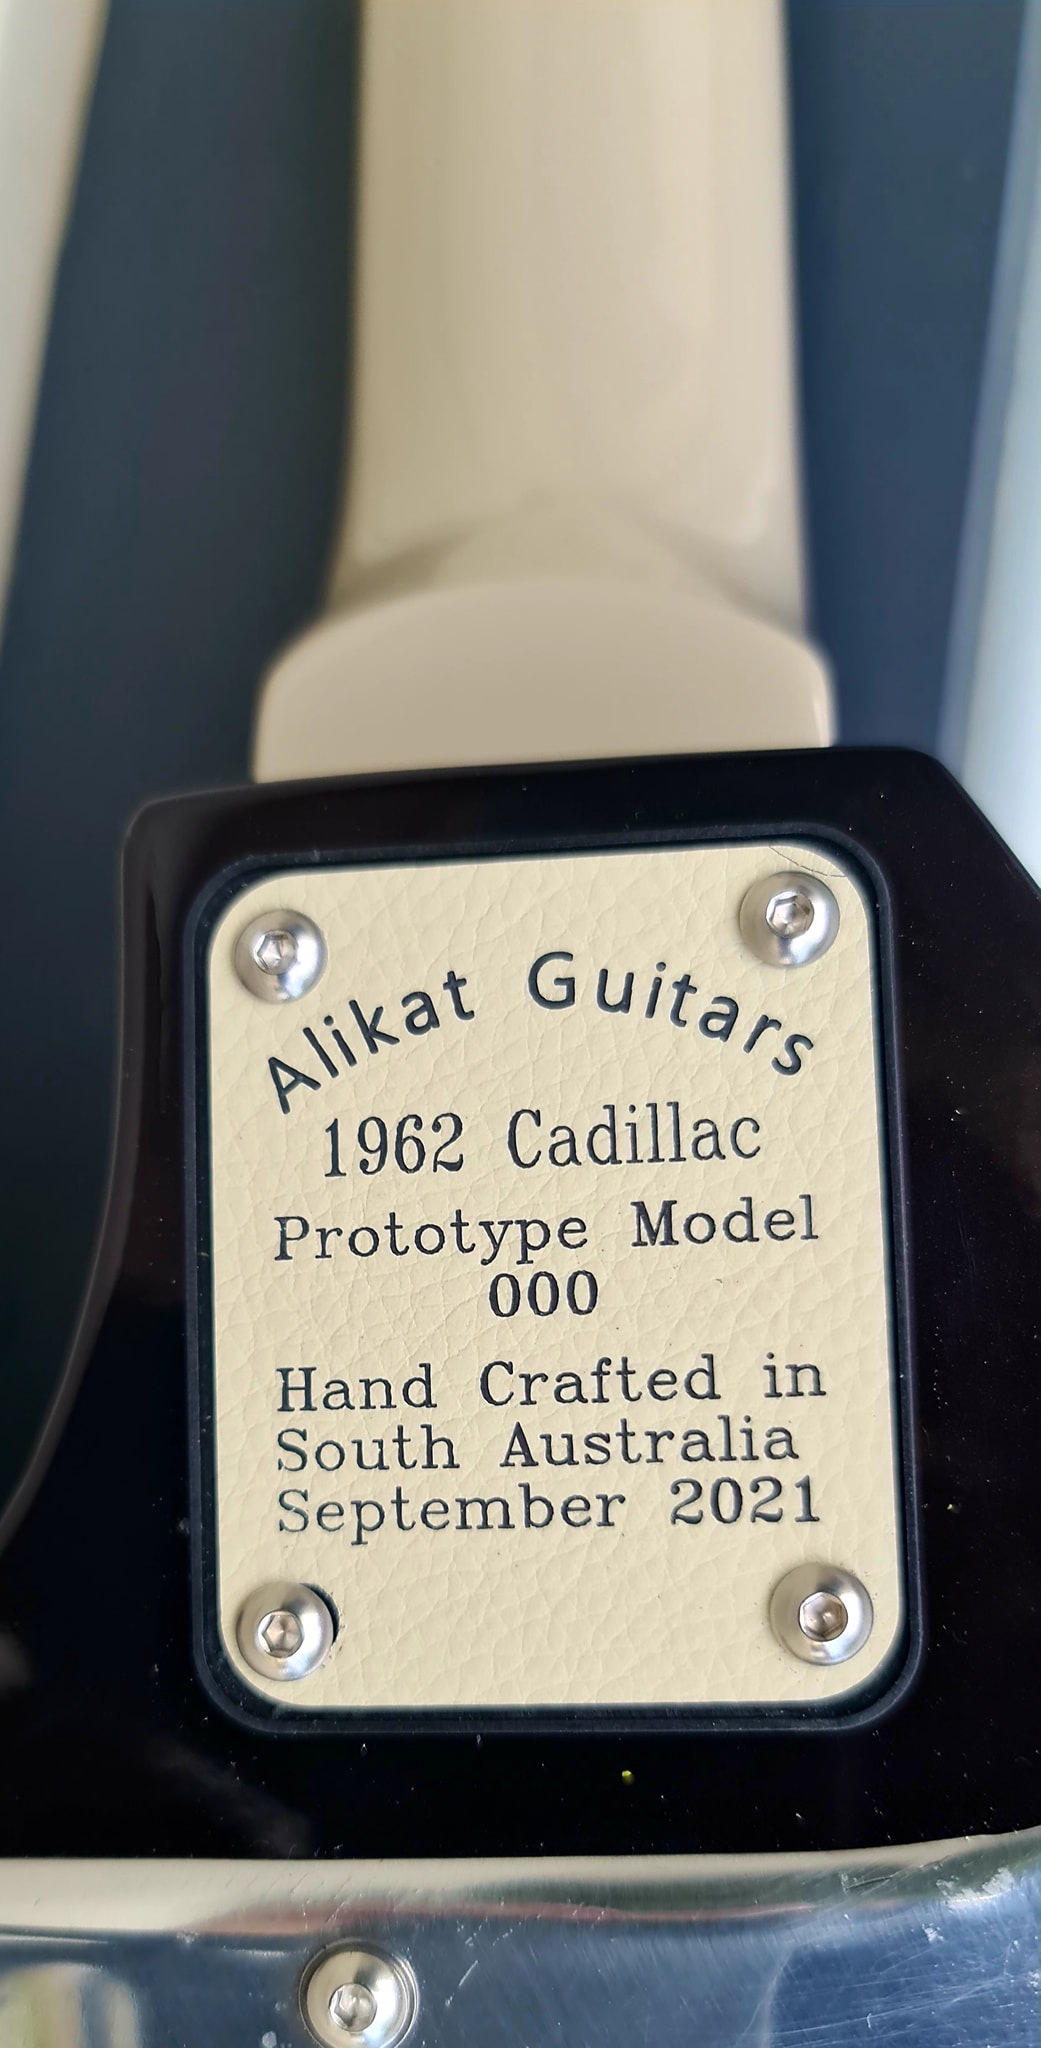 Alikat Guitars
1962 Cadillac
Prototype Model
000
Hand Crafted in
South Australia
September 2021